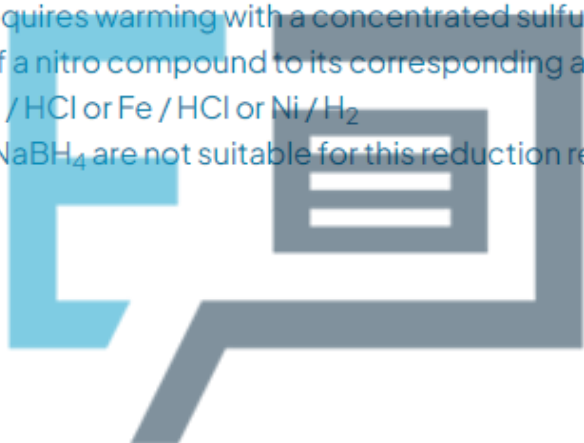 quires warming with a concentrated sulfu
f a nitro compound to its corresponding a
/ HCl or Fe / HCl or Ni / H₂
NaBH₄ are not suitable for this reduction re